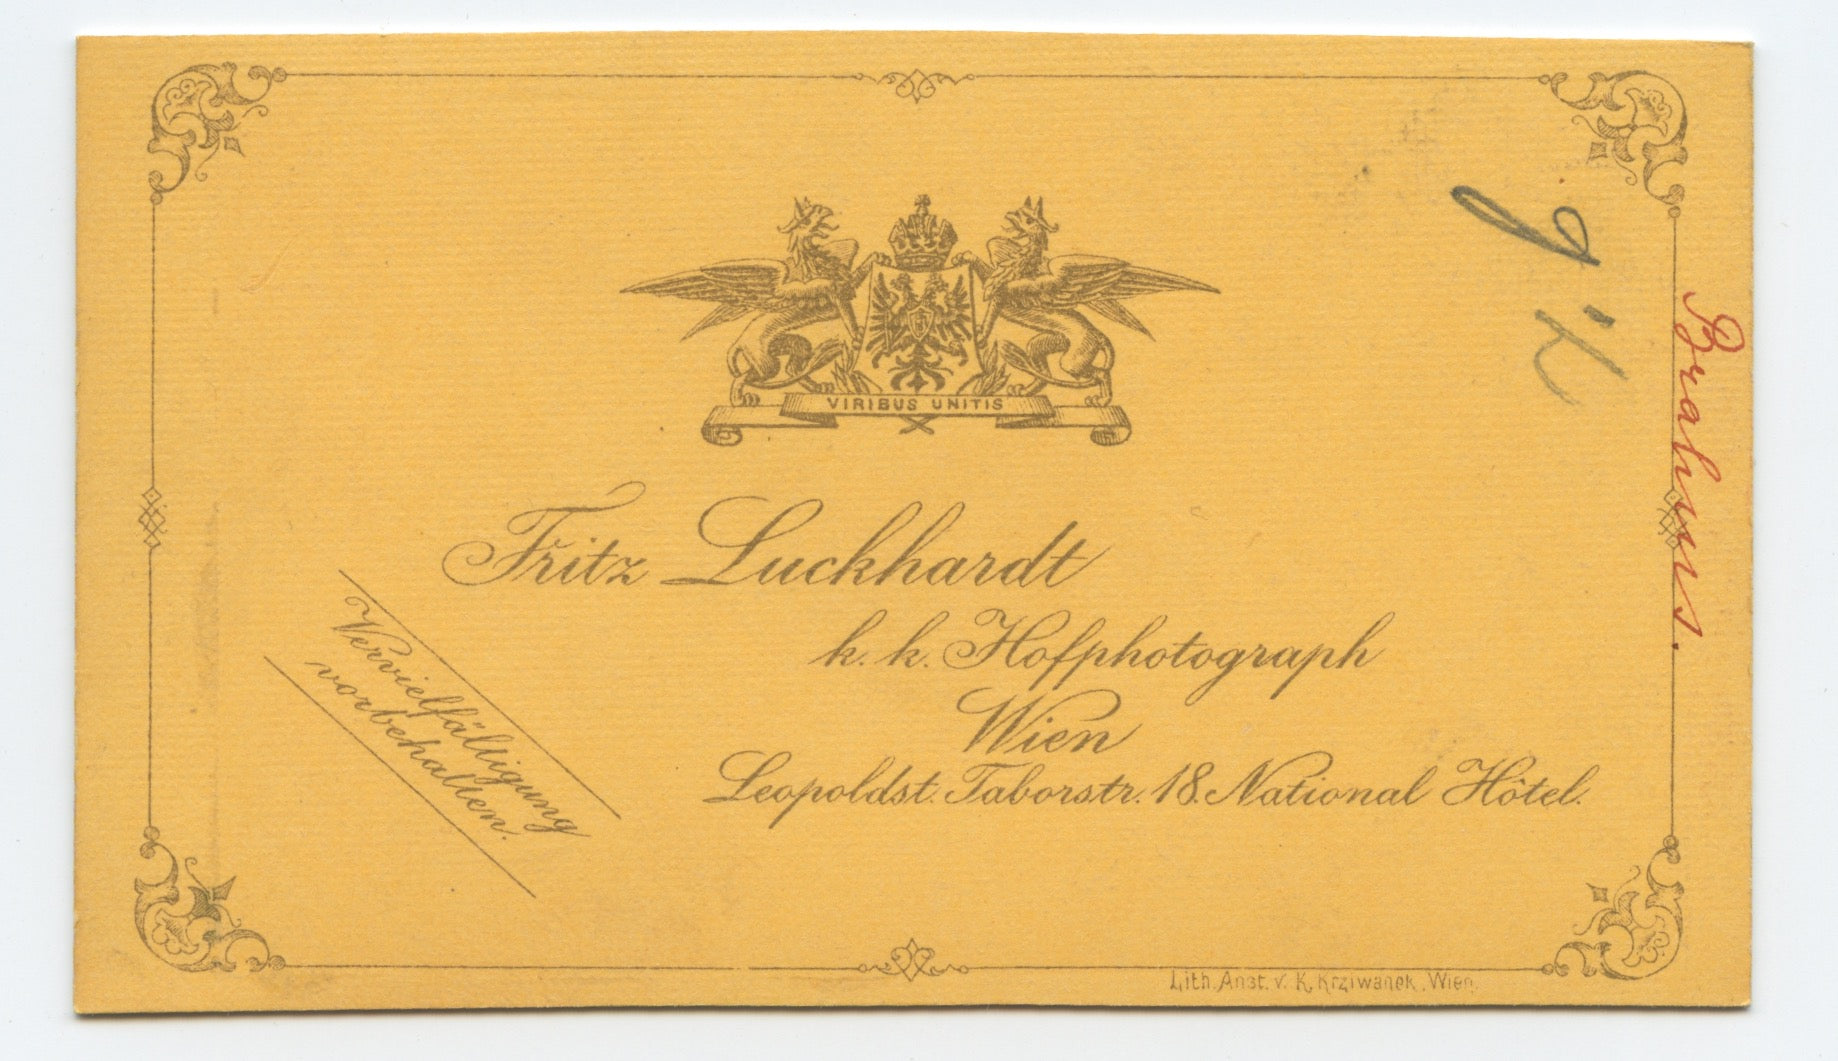 VIRIBUS UNITIS
Fritz Luckhardt
k. k. Hofphotograph
Wien
Leopoldst. Taborstr. 18. National Hôtel.
Vervielfältigung
vorbehalten.
Lith. Anst. v. K. Krziwanek, Wien.
Brahms.